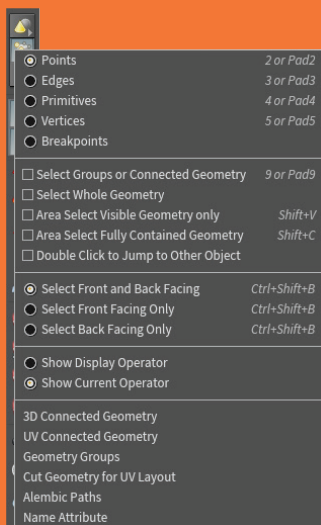 Points 2 or Pad2
Edges 3 or Pad3
Primitives 4 or Pad4
Vertices 5 or Pad5
Breakpoints
Select Groups or Connected Geometry 9 or Pad9
Select Whole Geometry
Area Select Visible Geometry only Shift+V
Area Select Fully Contained Geometry Shift+C
Double Click to Jump to Other Object
Select Front and Back Facing Ctrl+Shift+B
Select Front Facing Only Ctrl+Shift+B
Select Back Facing Only Ctrl+Shift+B
Show Display Operator
Show Current Operator
3D Connected Geometry
UV Connected Geometry
Geometry Groups
Cut Geometry for UV Layout
Alembic Paths
Name Attribute